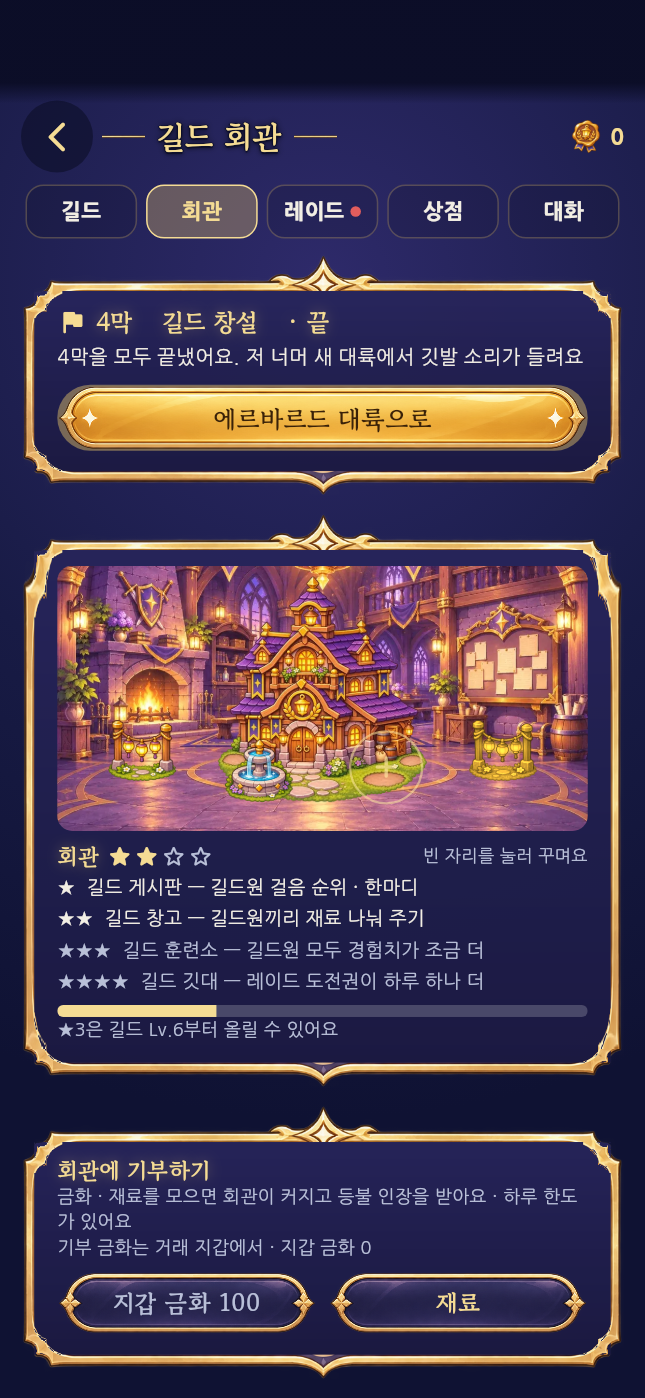 길드 회관
0
길드
회관
레이드
상점
대화
4막 길드 창설 · 끝
4막을 모두 끝냈어요. 저 너머 새 대륙에서 깃발 소리가 들려요
에르바르드 대륙으로
회관 ★★☆☆
빈 자리를 눌러 꾸며요
★ 길드 게시판 — 길드원 걸음 순위 · 한마디
★★ 길드 창고 — 길드원끼리 재료 나눠 주기
★★★ 길드 훈련소 — 길드원 모두 경험치가 조금 더
★★★★ 길드 깃대 — 레이드 도전권이 하루 하나 더
★3은 길드 Lv.6부터 올릴 수 있어요
회관에 기부하기
금화 · 재료를 모으면 회관이 커지고 등불 인장을 받아요 · 하루 한도
가 있어요
기부 금화는 거래 지갑에서 · 지갑 금화 0
지갑 금화 100
재료